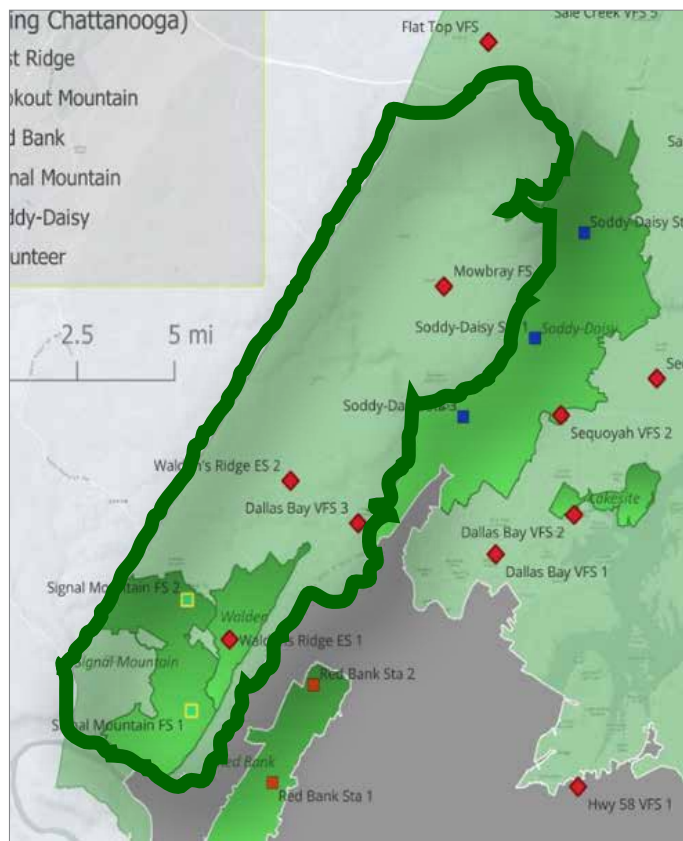 ing Chattanooga)
st Ridge
okout Mountain
d Bank
nal Mountain
ddy-Daisy
unteer
2.5 5 mi
Flat Top VFS
Sale Creek VFS 5
Sa
Soddy-Daisy St
Mowbray FS
Soddy-Daisy St 1
Soddy-Daisy
Se
Soddy-Da 3
Sequoyah VFS 2
Walden's Ridge ES 2
Dallas Bay VFS 3
Lakesite
Dallas Bay VFS 2
Dallas Bay VFS 1
Signal Mountain FS 2
Walden
Walden's Ridge ES 1
Signal Mountain
Red Bank Sta 2
Signal Mountain FS 1
Red Bank
Red Bank Sta 1
Hwy 58 VFS 1